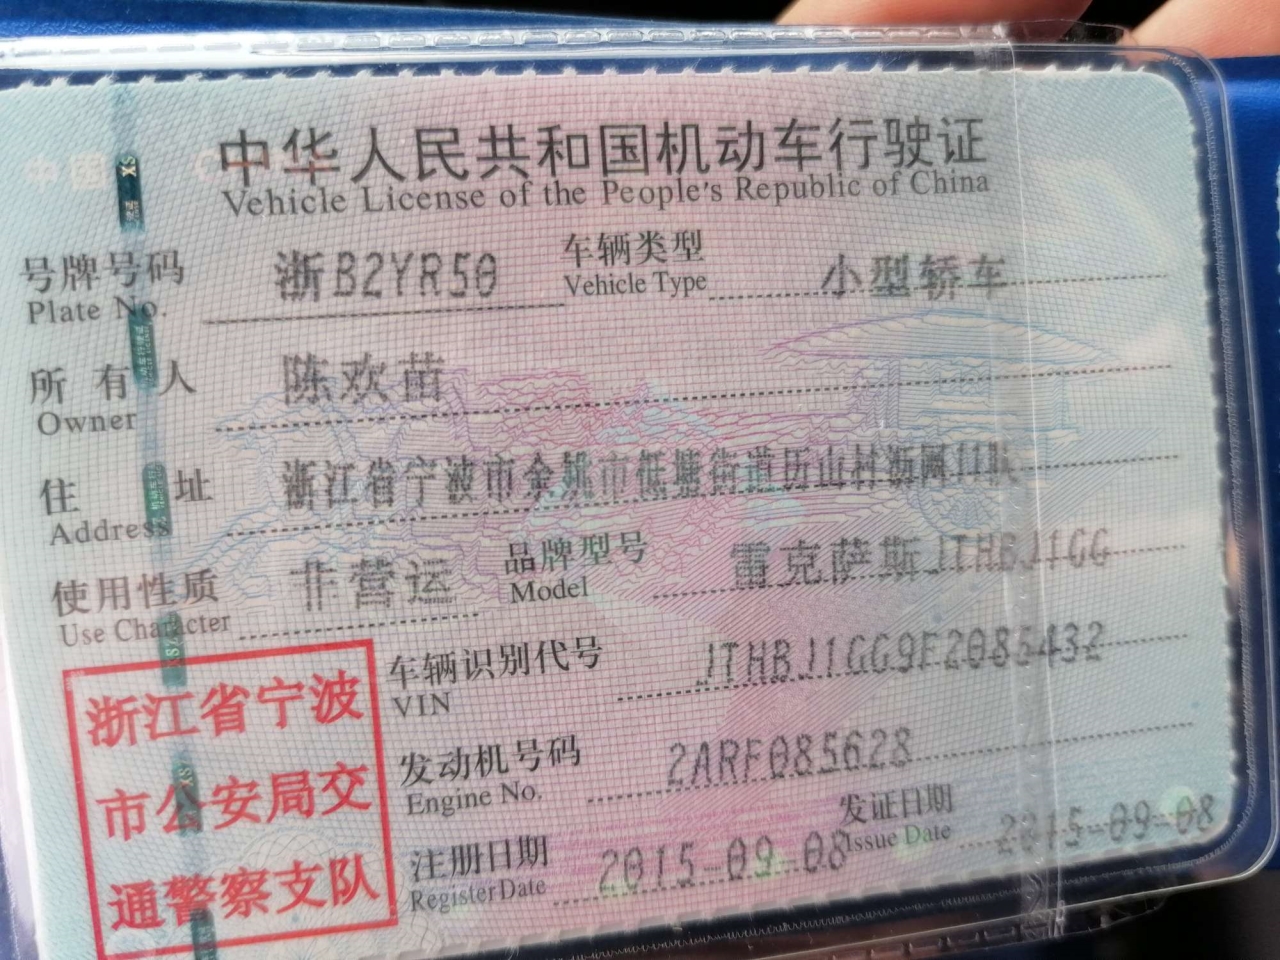 中华人民共和国机动车行驶证
Vehicle License of the People's Republic of China
号牌号码 浙B2YR50 车辆类型 小型轿车
Plate No. Vehicle Type
所有人 陈欢苗
Owner
住址 浙江省宁波市余姚市低塘街道历山村浙网11队
Address
使用性质 非营运 品牌型号 雷克萨斯JTHBJ1GG
Use Character Model
车辆识别代号 JTHBJ1GG9F2085432
VIN
发动机号码 2ARF085628
Engine No.
注册日期 2015-09-08 发证日期 2015-09-08
Register Date Issue Date
浙江省宁波
市公安局交
通警察支队